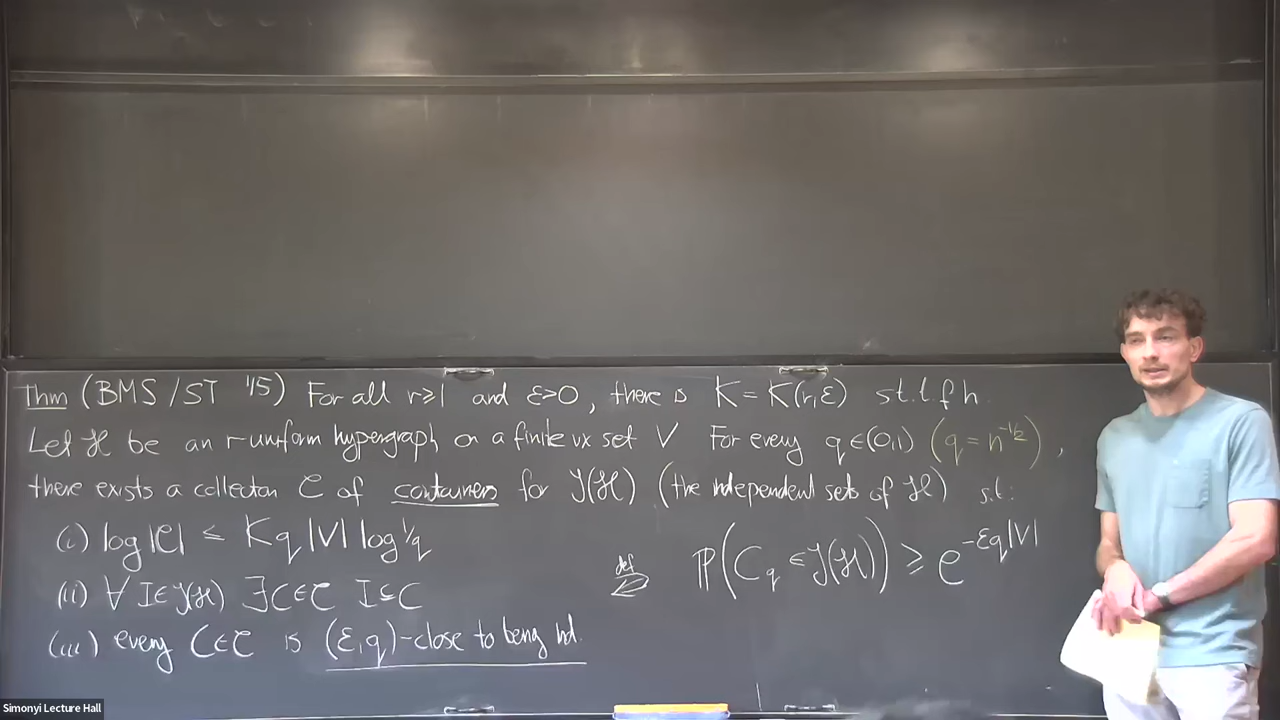 Thm (BMS/ST '15) For all r≥1 and ε>0, there is K = K(r,ε) s.t.t.f.h.
Let ℋ be an r-uniform hypergraph on a finite vx set V For every q∈(0,1) (q = n^{-1/2}),
there exists a collection 𝒞 of containers for 𝓘(ℋ) (the independent sets of ℋ) s.t:
(i) log|𝒞| ≤ Kq|V| log 1/q
(ii) ∀ I∈𝓘(ℋ) ∃C∈𝒞 I⊆C
(iii) every C∈𝒞 is (ε,q)-close to being ind.
def ⇔ ℙ(C_q ∈ 𝓘(ℋ)) ≥ e^{-εq|V|}
Simonyi Lecture Hall